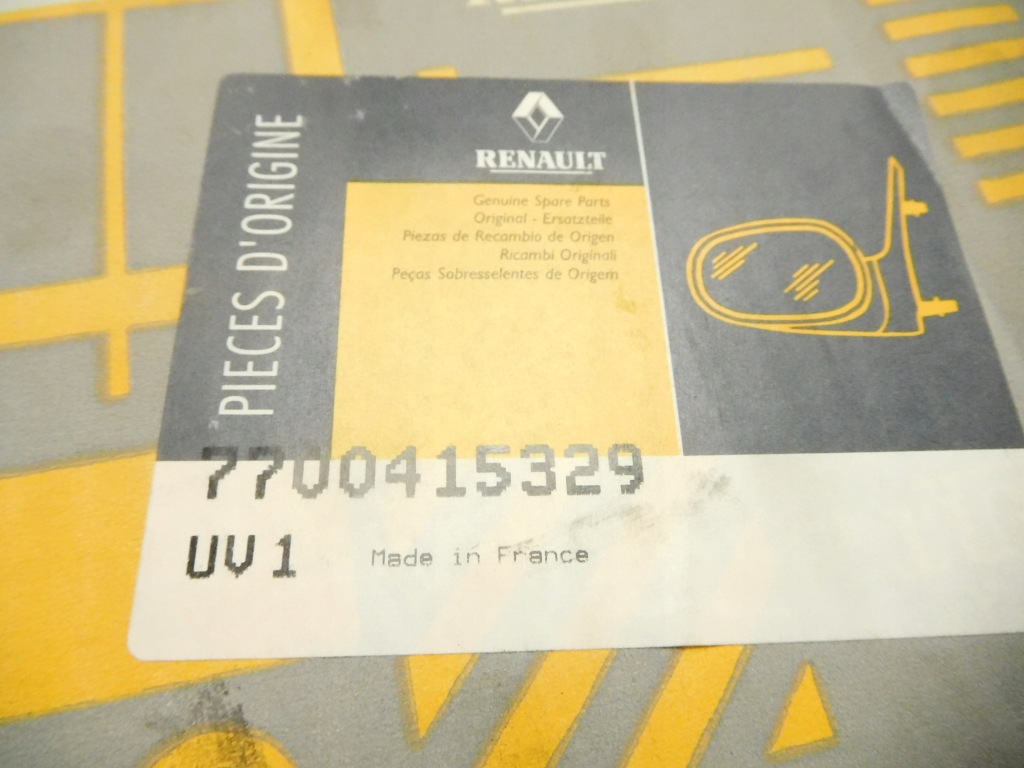 RENAULT
PIECES D'ORIGINE
Genuine Spare Parts
Original - Ersatzteile
Piezas de Recambio de Origen
Ricambi Originali
Peças Sobresselentes de Origem
7700415329
UV1 Made in France